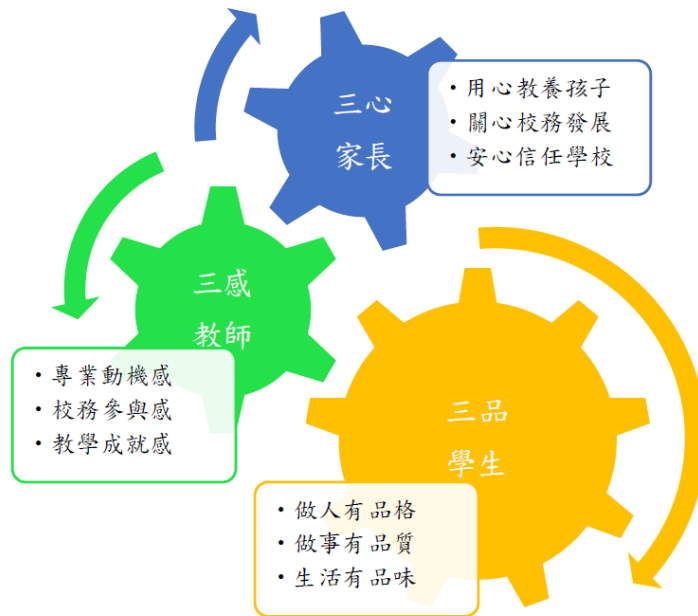 三心
家長
・用心教養孩子
・關心校務發展
・安心信任學校
三感
教師
・專業動機感
・校務參與感
・教學成就感
三品
學生
・做人有品格
・做事有品質
・生活有品味